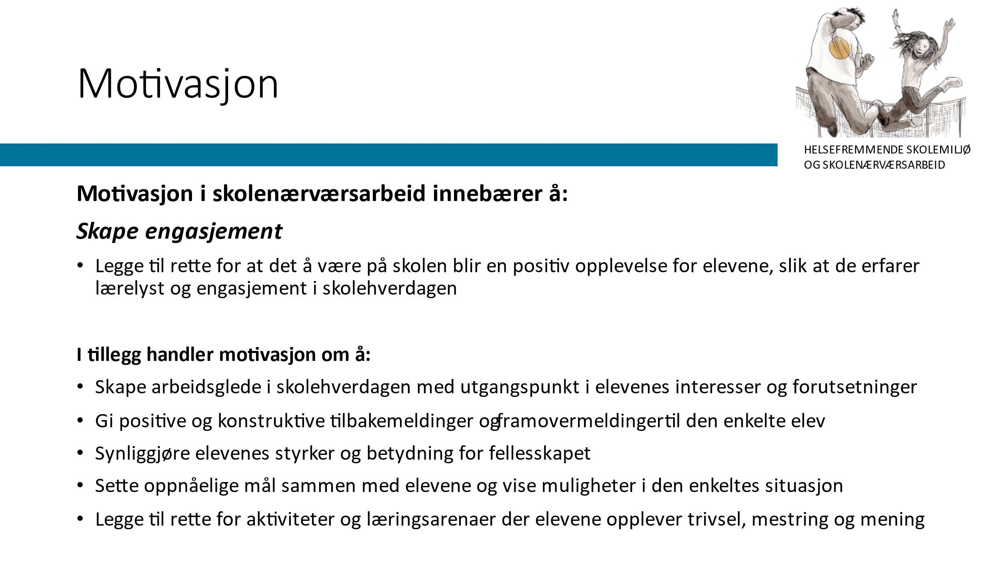 Motivasjon
HELSEFREMMENDE SKOLEMILJØ
OG SKOLENÆRVÆRSARBEID
Motivasjon i skolenærværsarbeid innebærer å:
Skape engasjement
• Legge til rette for at det å være på skolen blir en positiv opplevelse for elevene, slik at de erfarer
lærelyst og engasjement i skolehverdagen
I tillegg handler motivasjon om å:
• Skape arbeidsglede i skolehverdagen med utgangspunkt i elevenes interesser og forutsetninger
• Gi positive og konstruktive tilbakemeldinger og framovermeldinger til den enkelte elev
• Synliggjøre elevenes styrker og betydning for fellesskapet
• Sette oppnåelige mål sammen med elevene og vise muligheter i den enkeltes situasjon
• Legge til rette for aktiviteter og læringsarenaer der elevene opplever trivsel, mestring og mening